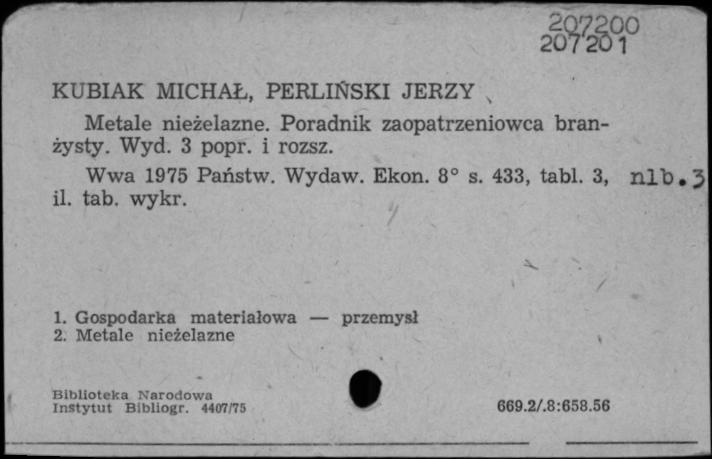 207200
207201
KUBIAK MICHAŁ, PERLIŃSKI JERZY
Metale nieżelazne. Poradnik zaopatrzeniowca bran-
żysty. Wyd. 3 popr. i rozsz.
Wwa 1975 Państw. Wydaw. Ekon. 8° s. 433, tabl. 3, nlb.3
il. tab. wykr.
1. Gospodarka materiałowa — przemysł
2. Metale nieżelazne
Biblioteka Narodowa
Instytut Bibliogr. 4407/75
669.2/.8:658.56